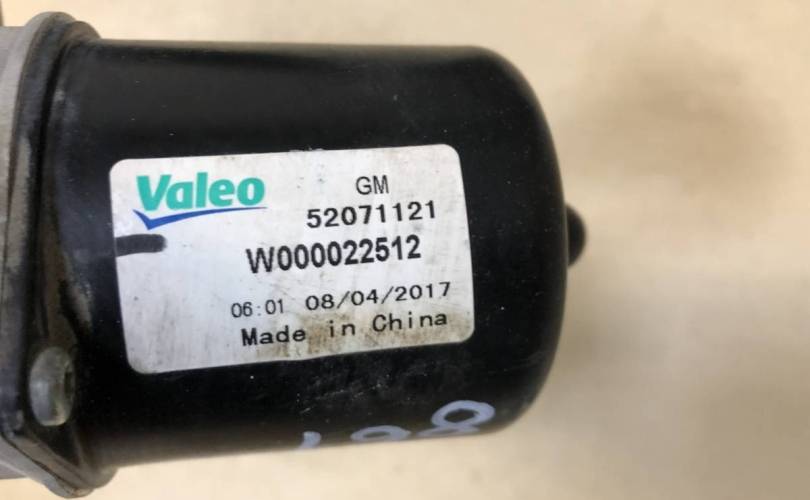 Valeo
GM
52071121
W000022512
06:01 08/04/2017
Made in China